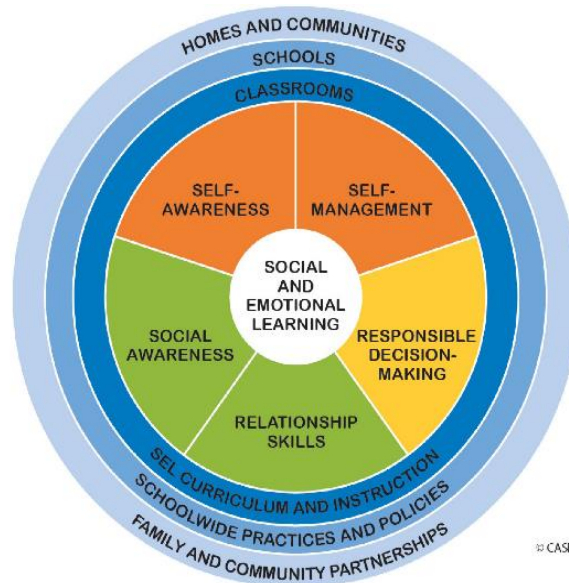 HOMES AND COMMUNITIES
SCHOOLS
CLASSROOMS
SELF-
AWARENESS
SELF-
MANAGEMENT
SOCIAL
AND
EMOTIONAL
LEARNING
SOCIAL
AWARENESS
RESPONSIBLE
DECISION-
MAKING
RELATIONSHIP
SKILLS
SEL CURRICULUM AND INSTRUCTION
SCHOOLWIDE PRACTICES AND POLICIES
FAMILY AND COMMUNITY PARTNERSHIPS
©